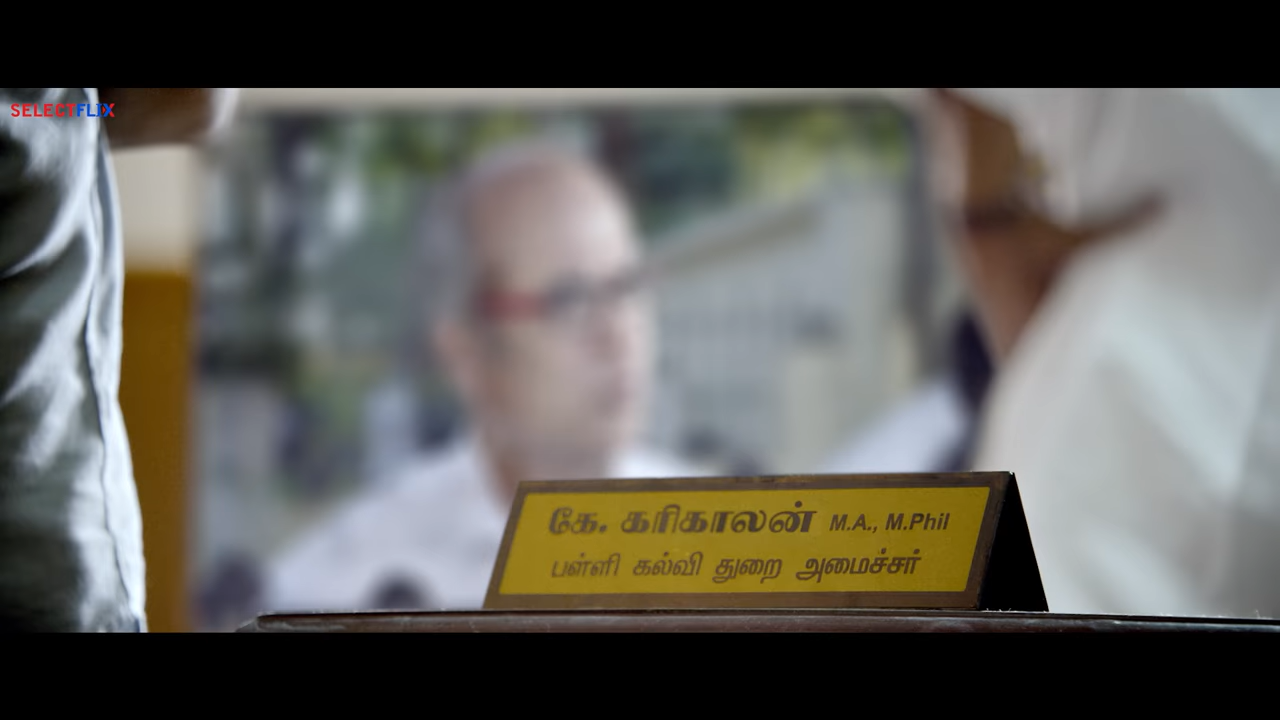 SELECTFLIX
கே. கரிகாலன் M.A., M.Phil
பள்ளி கல்வி துறை அமைச்சர்